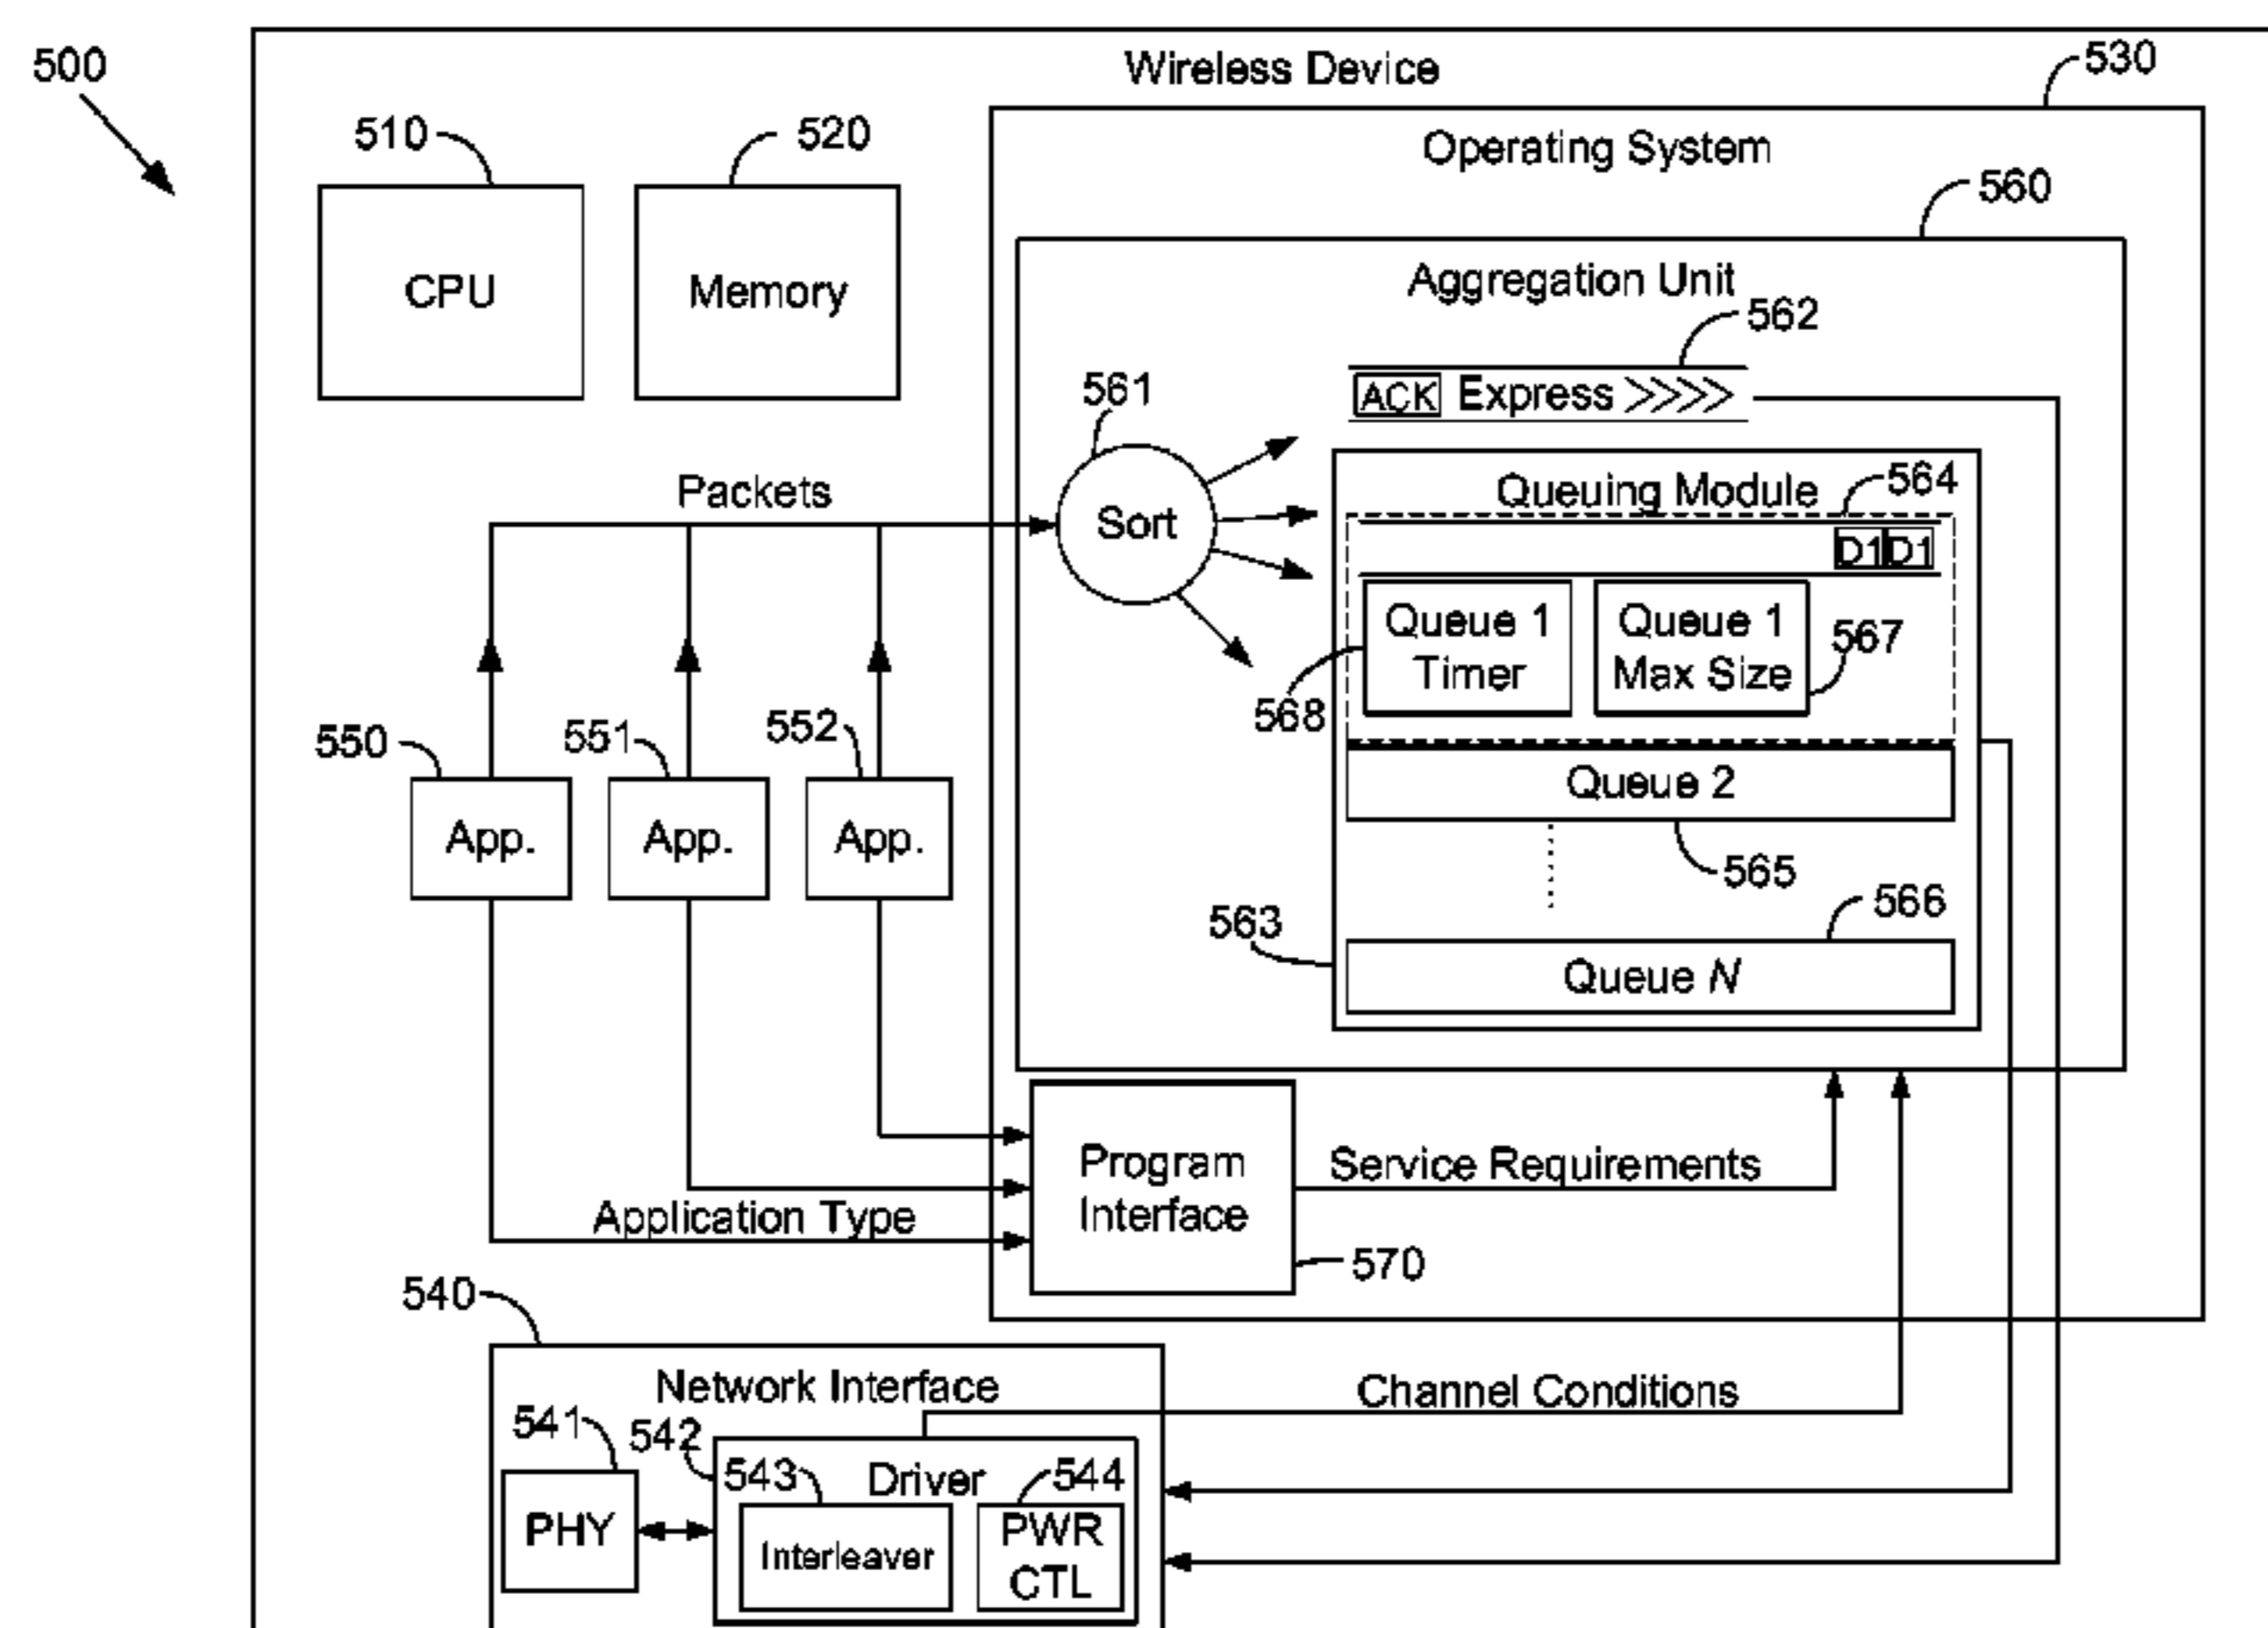 500
Wireless Device
530
510
520
Operating System
560
CPU
Memory
Aggregation Unit
562
561
ACK Express
Packets
Sort
Queuing Module
564
D1 D1
Queue 1
Timer
Queue 1
Max Size
567
568
550
551
552
App.
App.
App.
Queue 2
565
563
566
Queue N
Program
Interface
Service Requirements
Application Type
570
540
Network Interface
Channel Conditions
541
542
543
Driver
544
PHY
Interleaver
PWR
CTL